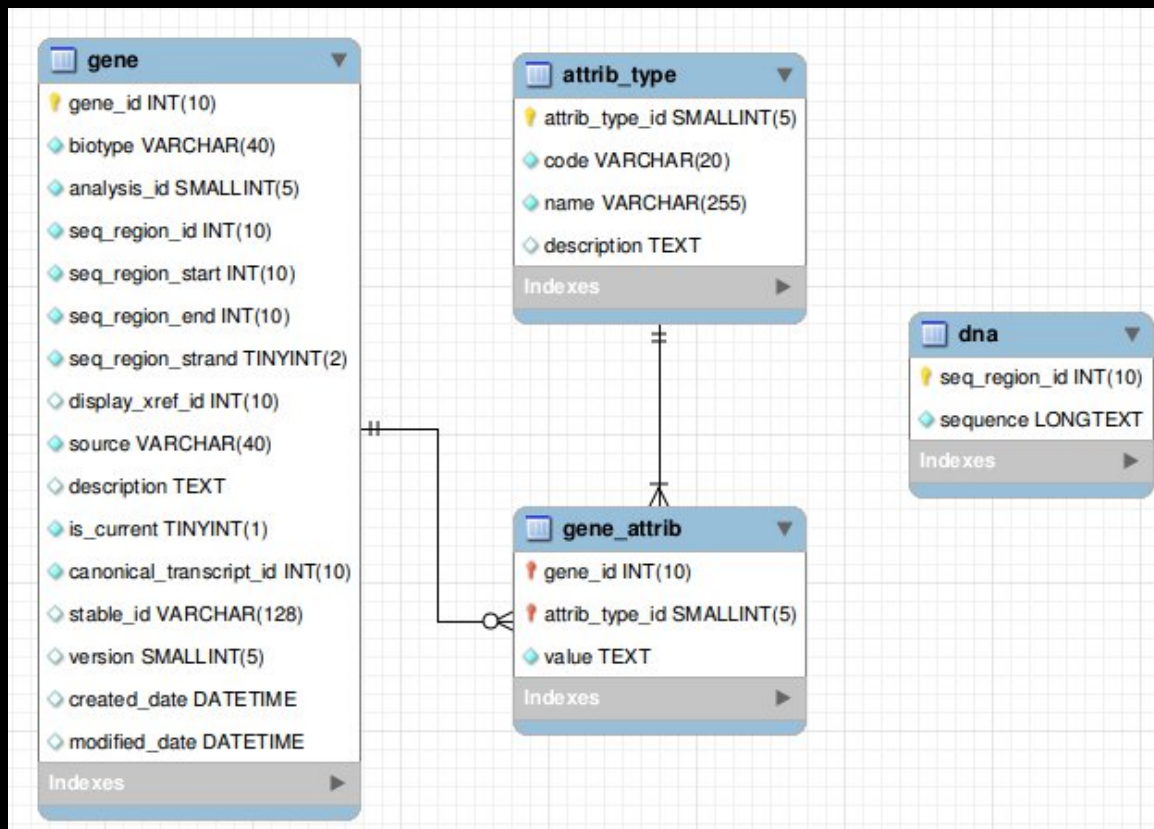 gene
gene_id INT(10)
biotype VARCHAR(40)
analysis_id SMALLINT(5)
seq_region_id INT(10)
seq_region_start INT(10)
seq_region_end INT(10)
seq_region_strand TINYINT(2)
display_xref_id INT(10)
source VARCHAR(40)
description TEXT
is_current TINYINT(1)
canonical_transcript_id INT(10)
stable_id VARCHAR(128)
version SMALLINT(5)
created_date DATETIME
modified_date DATETIME
Indexes
attrib_type
attrib_type_id SMALLINT(5)
code VARCHAR(20)
name VARCHAR(255)
description TEXT
Indexes
gene_attrib
gene_id INT(10)
attrib_type_id SMALLINT(5)
value TEXT
Indexes
dna
seq_region_id INT(10)
sequence LONGTEXT
Indexes